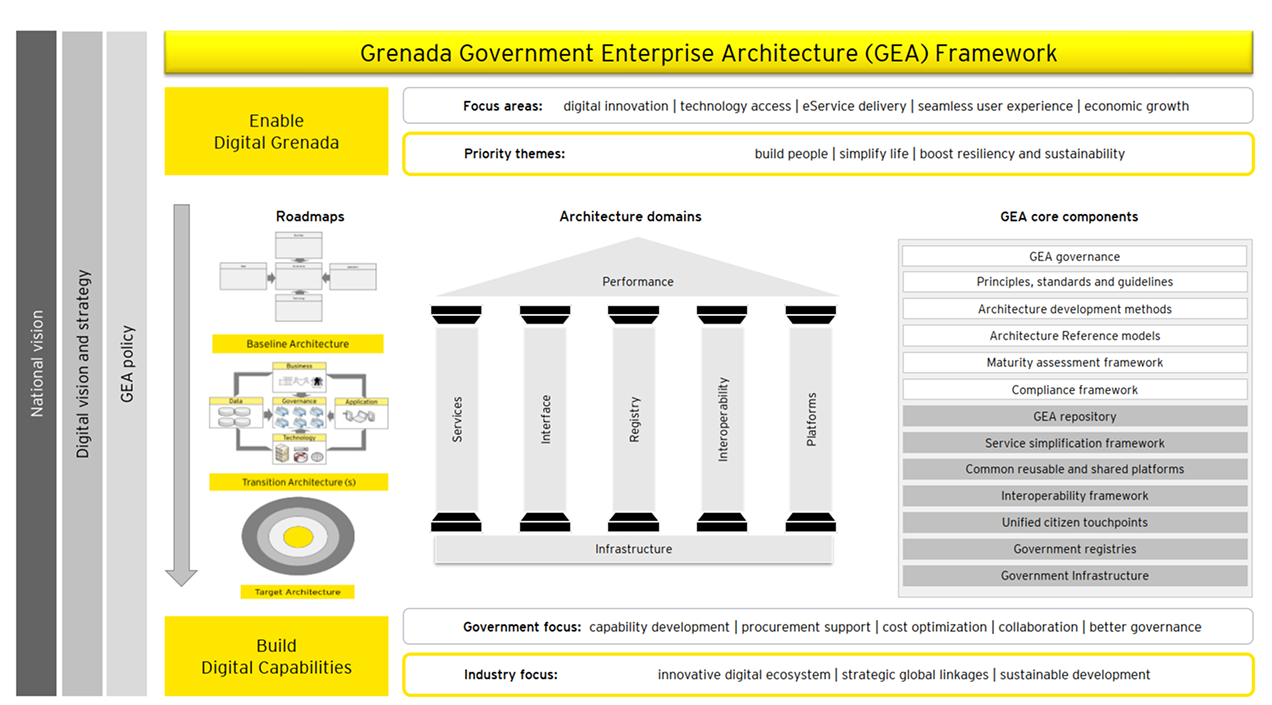 Grenada Government Enterprise Architecture (GEA) Framework
National vision
Digital vision and strategy
GEA policy
Enable
Digital Grenada
Focus areas: digital innovation | technology access | eService delivery | seamless user experience | economic growth
Priority themes: build people | simplify life | boost resiliency and sustainability
Roadmaps
Baseline Architecture
Business
Data
Governance
Application
Technology
Transition Architecture (s)
Target Architecture
Architecture domains
Performance
Services
Interface
Registry
Interoperability
Platforms
Infrastructure
GEA core components
GEA governance
Principles, standards and guidelines
Architecture development methods
Architecture Reference models
Maturity assessment framework
Compliance framework
GEA repository
Service simplification framework
Common reusable and shared platforms
Interoperability framework
Unified citizen touchpoints
Government registries
Government Infrastructure
Build
Digital Capabilities
Government focus: capability development | procurement support | cost optimization | collaboration | better governance
Industry focus: innovative digital ecosystem | strategic global linkages | sustainable development